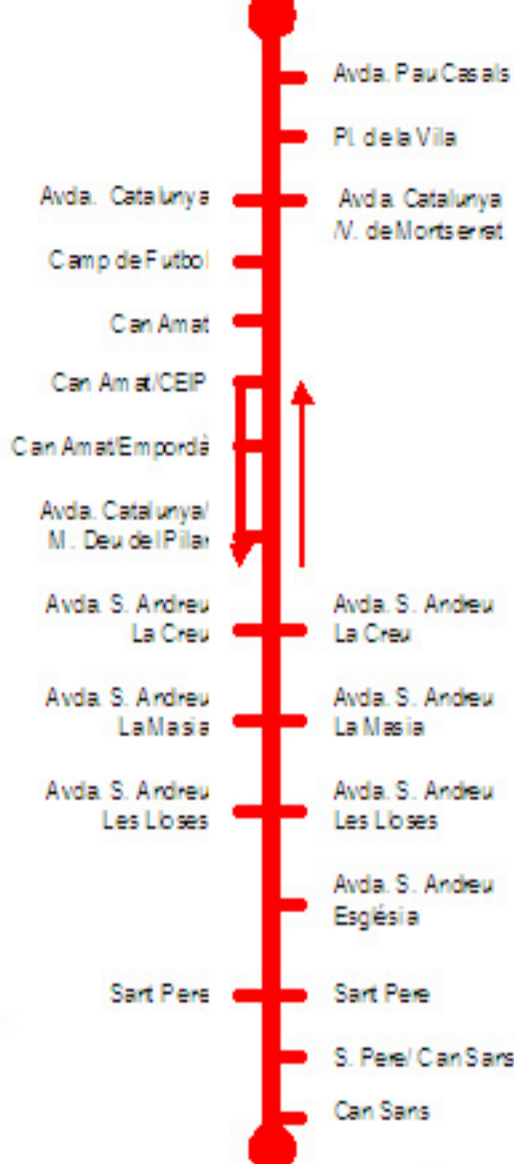 Avda. Pau Casals
Pl. de la Vila
Avda. Catalunya
Avda. Catalunya
/V. de Montserrat
Camp de Futbol
Can Amat
Can Amat/CEIP
Can Amat/Empordà
Avda. Catalunya/
M. Deu del Pilar
Avda. S. Andreu
La Creu
Avda. S. Andreu
La Creu
Avda. S. Andreu
La Masia
Avda. S. Andreu
La Masia
Avda. S. Andreu
Les Lloses
Avda. S. Andreu
Les Lloses
Avda. S. Andreu
Església
Sant Pere
Sant Pere
S. Pere/ Can Sans
Can Sans